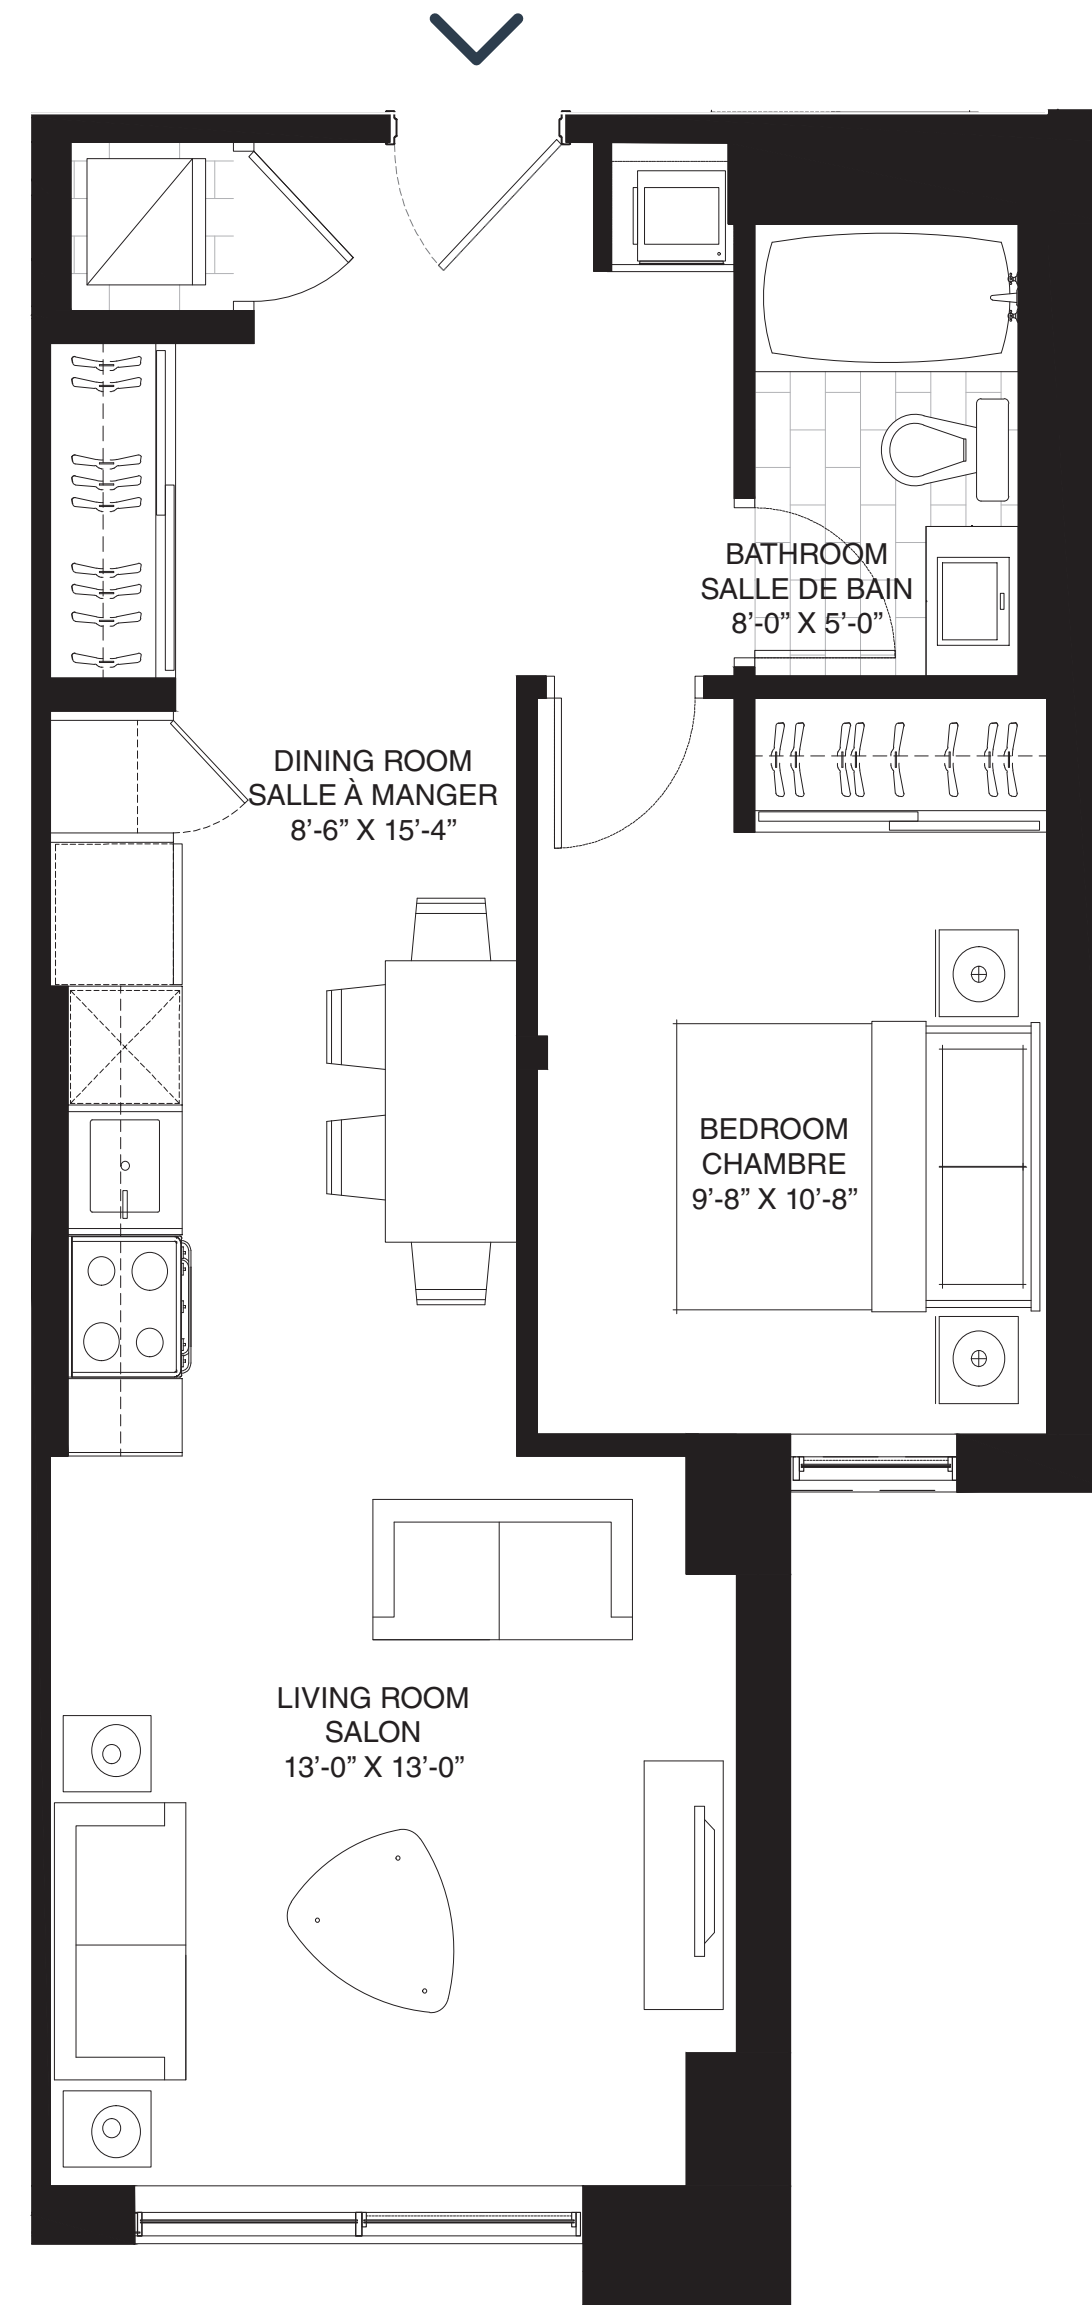 BATHROOM
SALLE DE BAIN
8’-0” X 5’-0”
DINING ROOM
SALLE À MANGER
8’-6” X 15’-4”
BEDROOM
CHAMBRE
9’-8” X 10’-8”
LIVING ROOM
SALON
13’-0” X 13’-0”